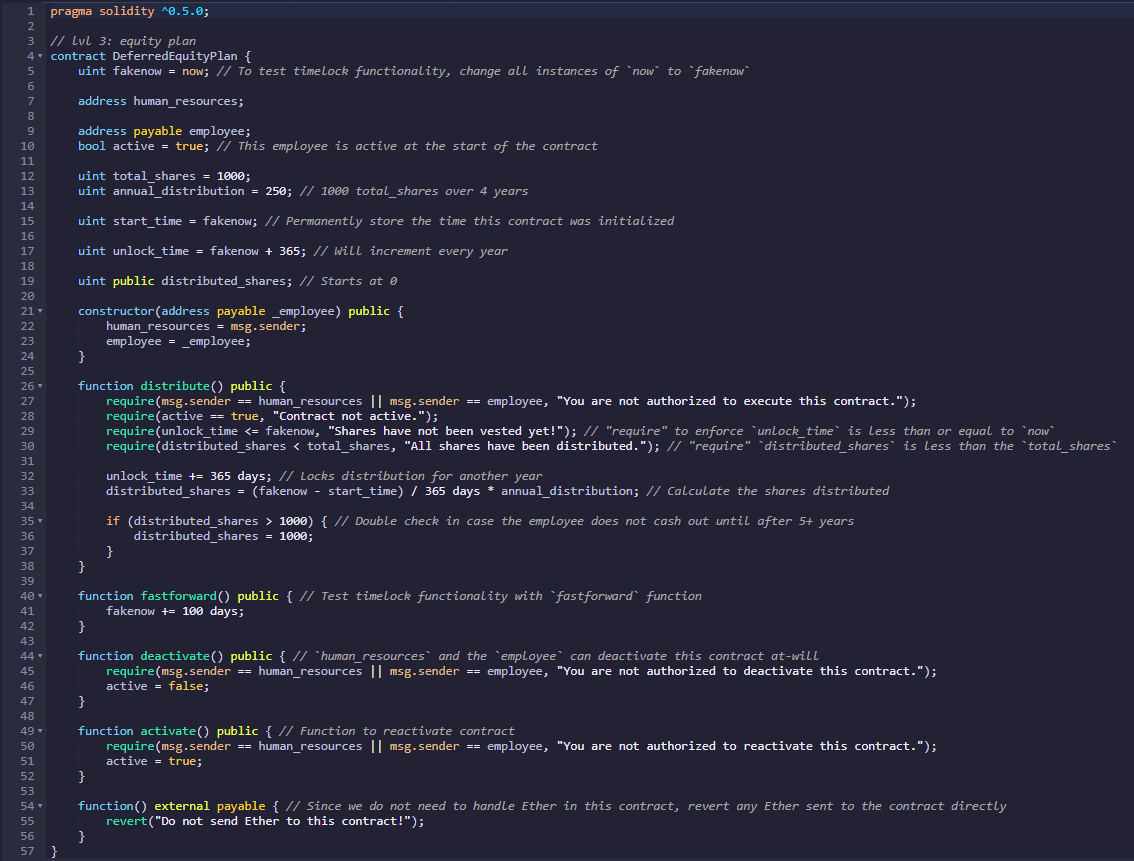 1 pragma solidity ^0.5.0;
2
3 // lvl 3: equity plan
4 contract DeferredEquityPlan {
5     uint fakenow = now; // To test timelock functionality, change all instances of `now` to `fakenow`
6
7     address human_resources;
8
9     address payable employee;
10     bool active = true; // This employee is active at the start of the contract
11
12     uint total_shares = 1000;
13     uint annual_distribution = 250; // 1000 total_shares over 4 years
14
15     uint start_time = fakenow; // Permanently store the time this contract was initialized
16
17     uint unlock_time = fakenow + 365; // Will increment every year
18
19     uint public distributed_shares; // Starts at 0
20
21     constructor(address payable _employee) public {
22         human_resources = msg.sender;
23         employee = _employee;
24     }
25
26     function distribute() public {
27         require(msg.sender == human_resources || msg.sender == employee, "You are not authorized to execute this contract.");
28         require(active == true, "Contract not active.");
29         require(unlock_time <= fakenow, "Shares have not been vested yet!"); // "require" to enforce `unlock_time` is less than or equal to `now`
30         require(distributed_shares < total_shares, "All shares have been distributed."); // "require" `distributed_shares` is less than the `total_shares`
31
32         unlock_time += 365 days; // Locks distribution for another year
33         distributed_shares = (fakenow - start_time) / 365 days * annual_distribution; // Calculate the shares distributed
34
35         if (distributed_shares > 1000) { // Double check in case the employee does not cash out until after 5+ years
36             distributed_shares = 1000;
37         }
38     }
39
40     function fastforward() public { // Test timelock functionality with `fastforward` function
41         fakenow += 100 days;
42     }
43
44     function deactivate() public { // `human_resources` and the `employee` can deactivate this contract at-will
45         require(msg.sender == human_resources || msg.sender == employee, "You are not authorized to deactivate this contract.");
46         active = false;
47     }
48
49     function activate() public { // Function to reactivate contract
50         require(msg.sender == human_resources || msg.sender == employee, "You are not authorized to reactivate this contract.");
51         active = true;
52     }
53
54     function() external payable { // Since we do not need to handle Ether in this contract, revert any Ether sent to the contract directly
55         revert("Do not send Ether to this contract!");
56     }
57 }